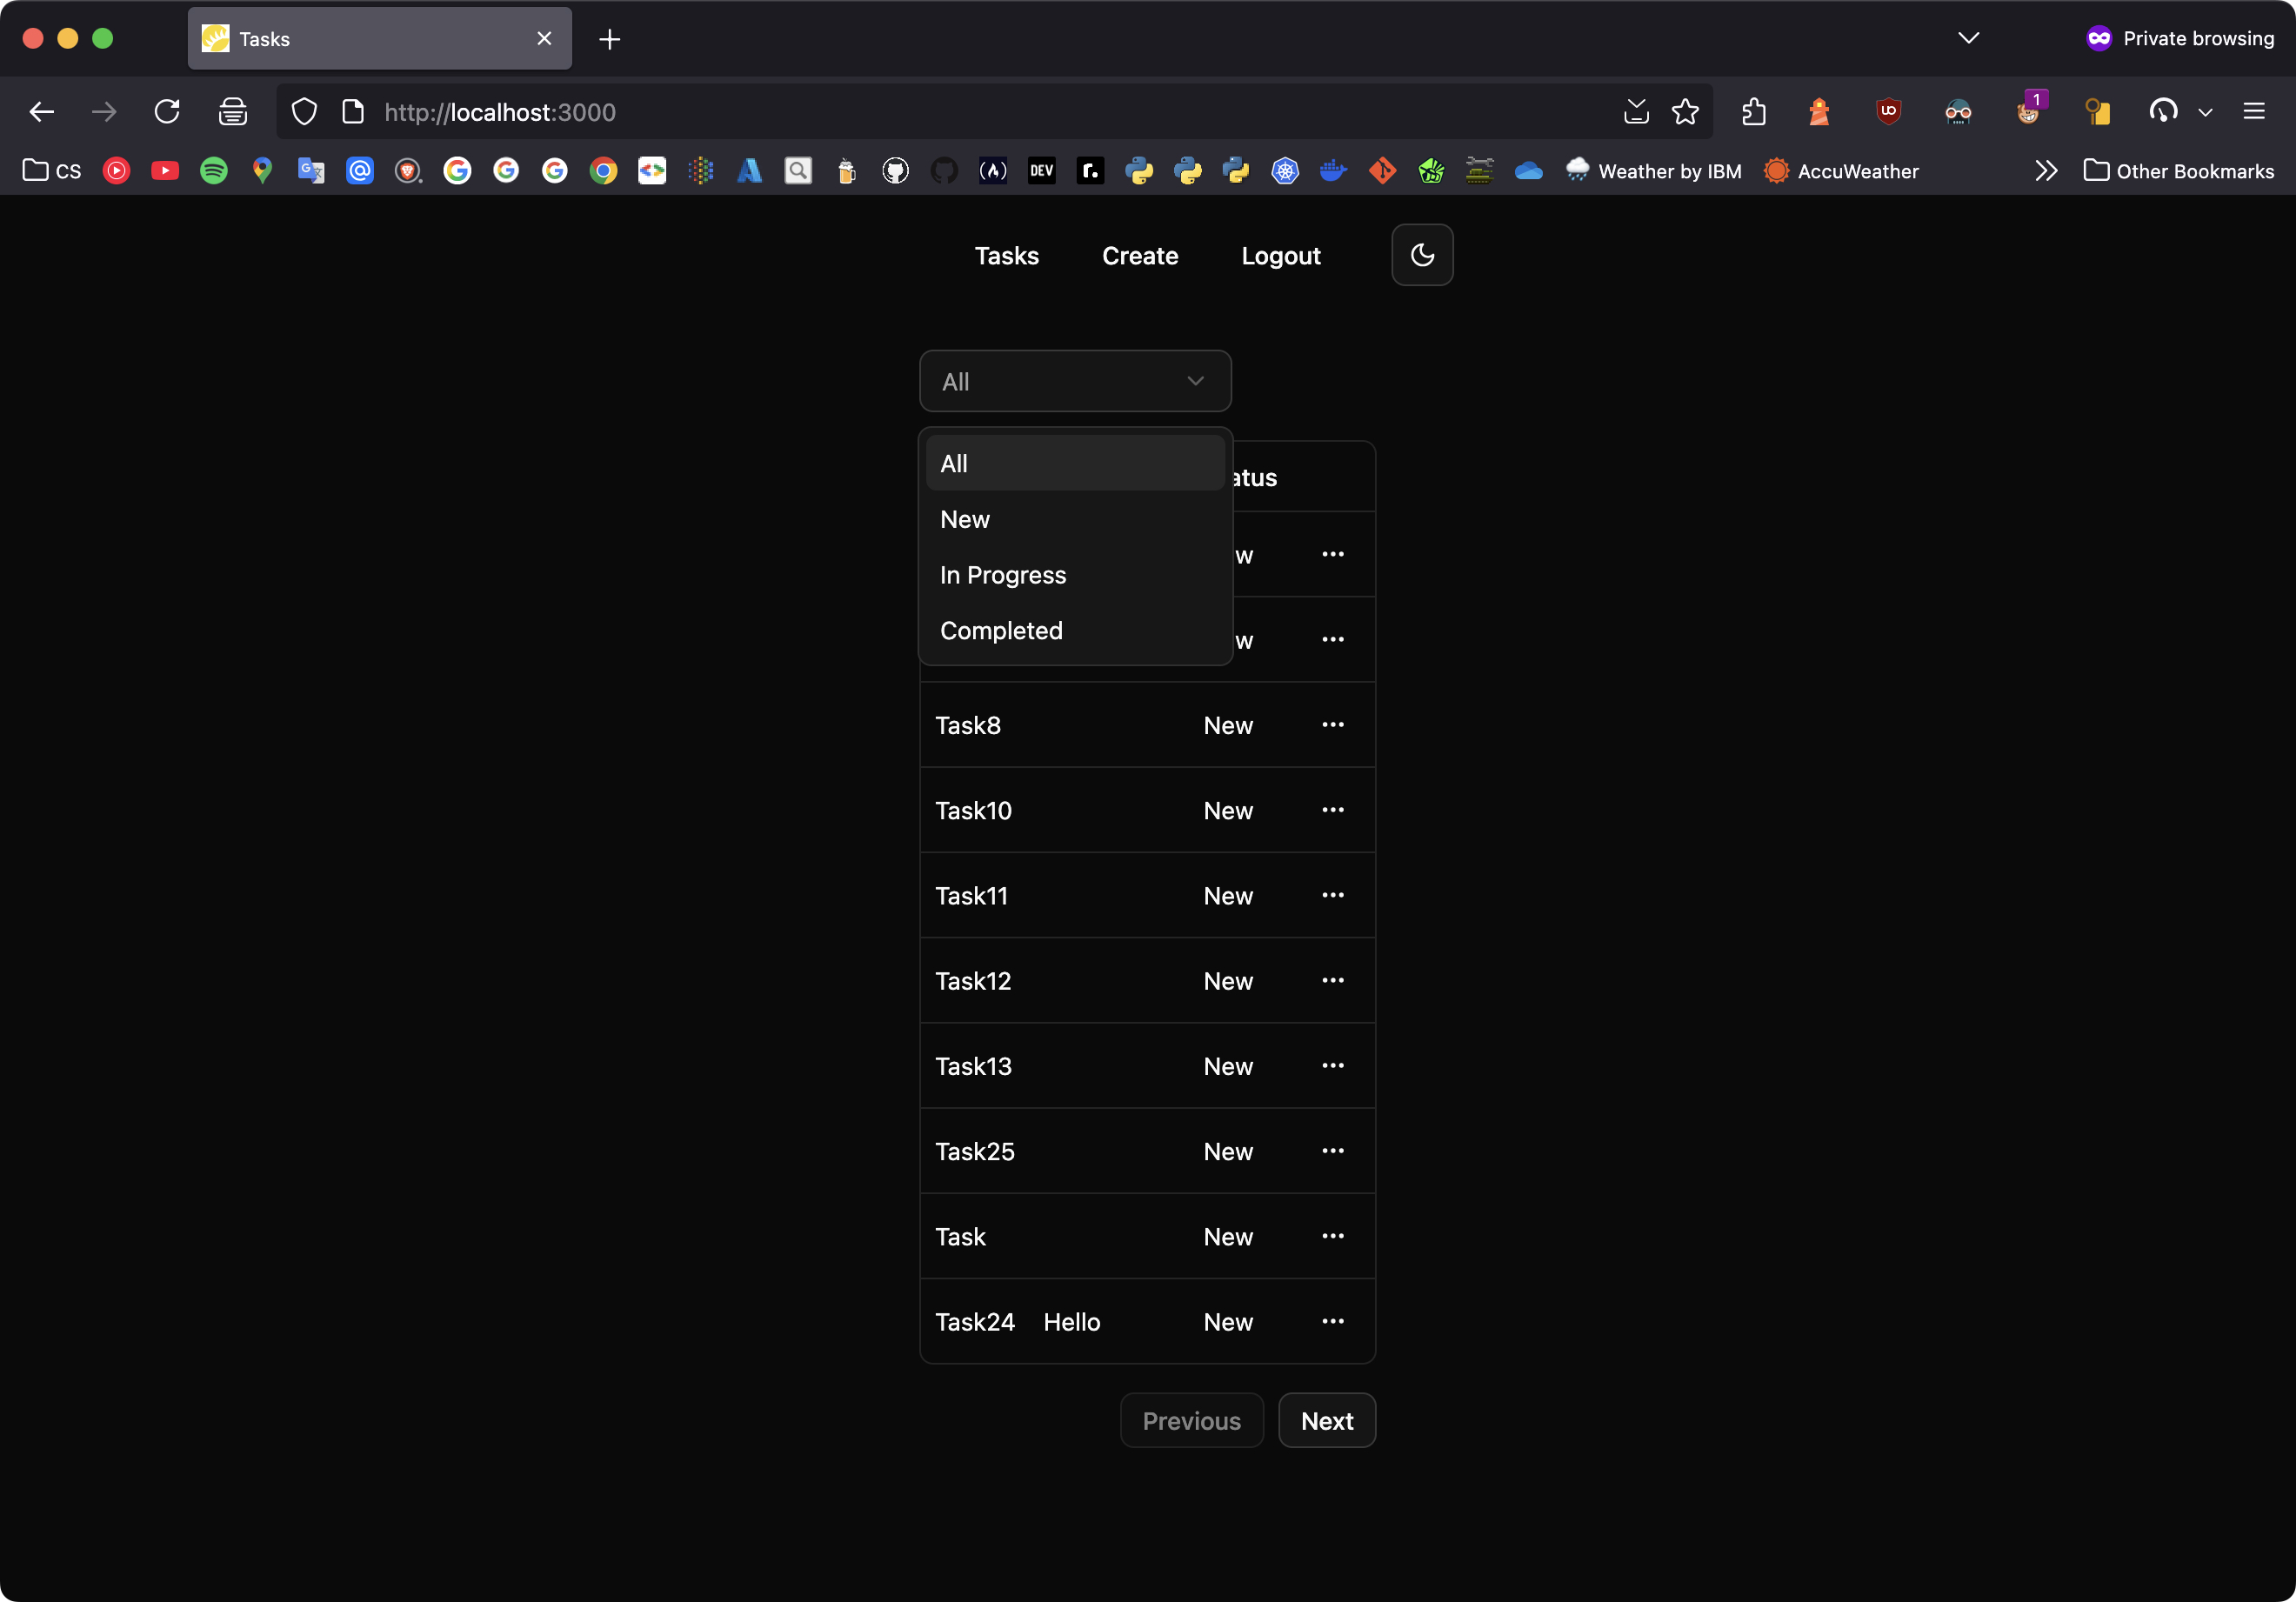 Tasks
Private browsing
http://localhost:3000
1
CS
DEV
r.
Weather by IBM
AccuWeather
Other Bookmarks
Tasks Create Logout
All
All
New
In Progress
Completed
atus
w
w
Task8 New
Task10 New
Task11 New
Task12 New
Task13 New
Task25 New
Task New
Task24 Hello New
Previous Next